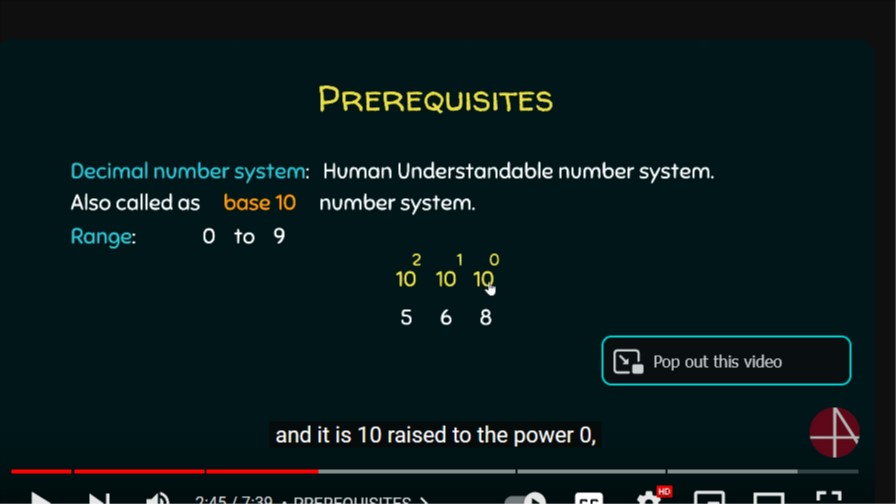 PREREQUISITES
Decimal number system: Human Understandable number system.
Also called as base 10 number system.
Range: 0 to 9
2 1 0
10 10 10
5 6 8
Pop out this video
and it is 10 raised to the power 0,
HD
2:45 / 7:39 • PREREQUISITES